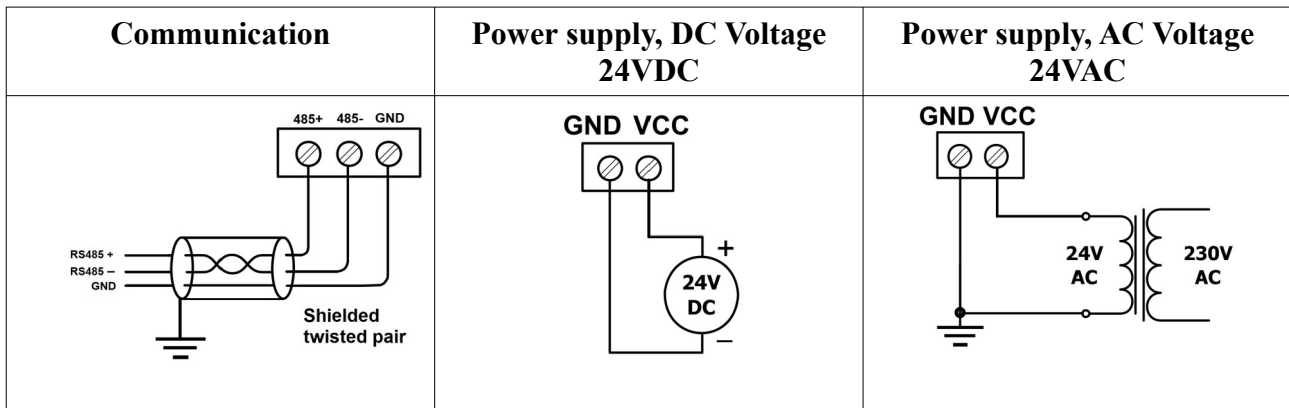 Communication
Power supply, DC Voltage
24VDC
Power supply, AC Voltage
24VAC
485+ 485- GND
RS485 +
RS485 –
GND
Shielded
twisted pair
GND VCC
+
24V
DC
–
GND VCC
24V
AC
230V
AC